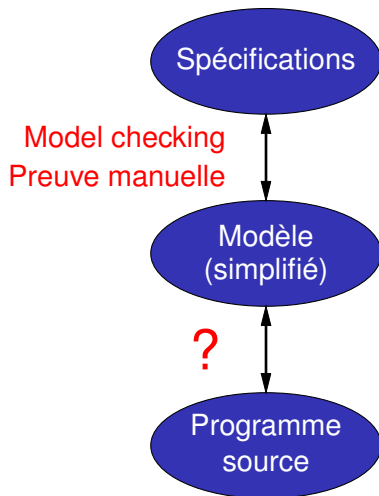 Spécifications
Model checking
Preuve manuelle
Modèle
(simplifié)
?
Programme
source